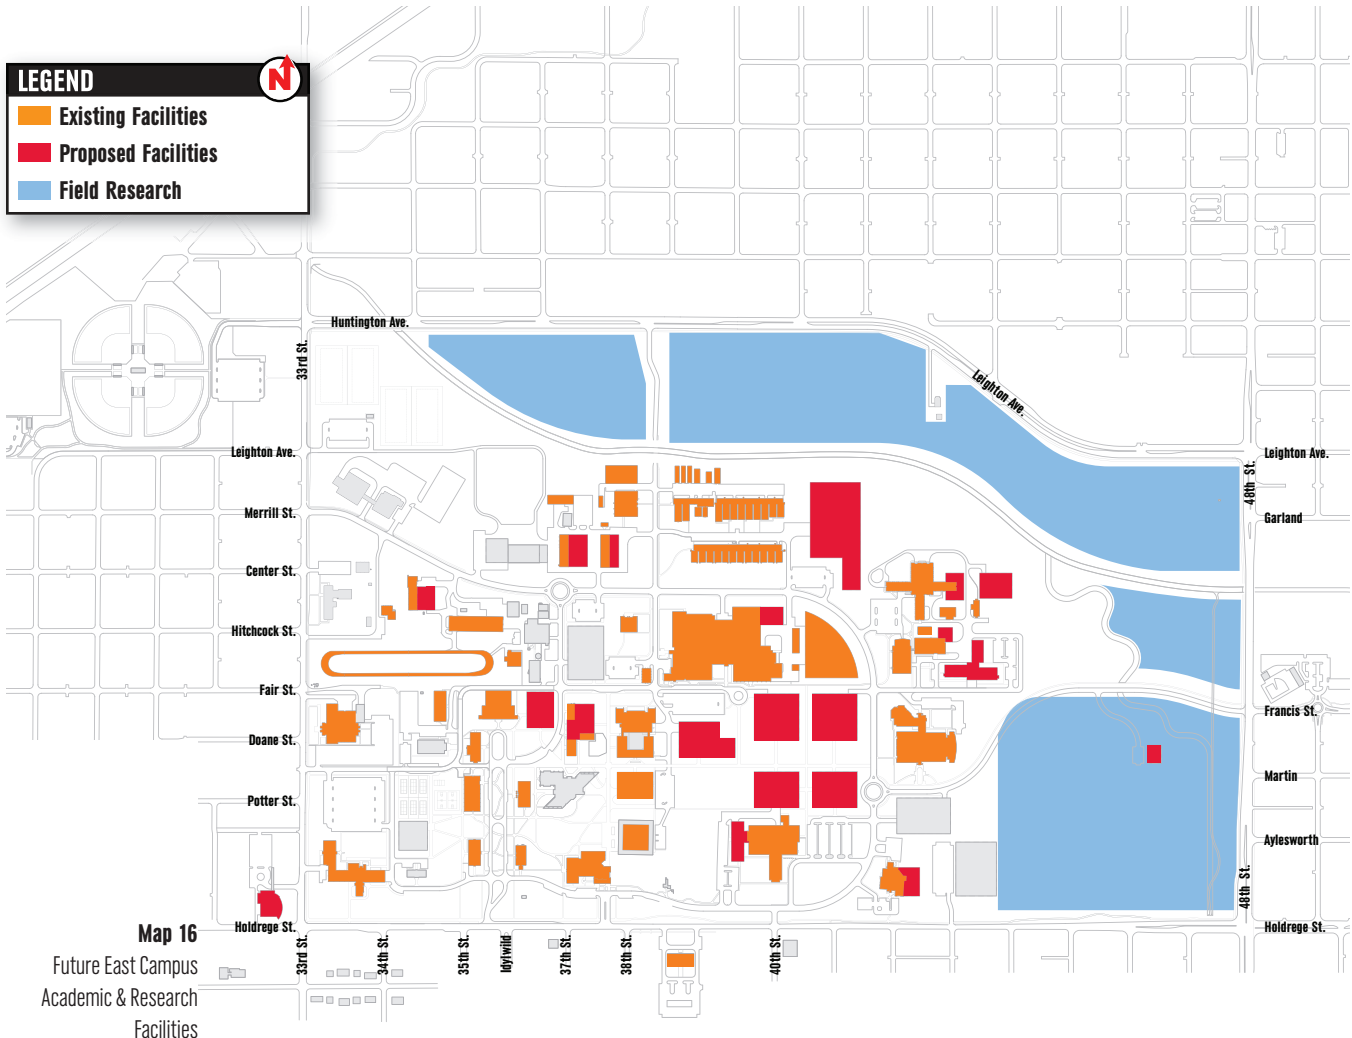 LEGEND
N
Existing Facilities
Proposed Facilities
Field Research
Huntington Ave.
33rd St.
Leighton Ave.
Leighton Ave.
Leighton Ave.
48th St.
Merrill St.
Garland
Center St.
Hitchcock St.
Fair St.
Francis St.
Doane St.
Martin
Potter St.
Aylesworth
48th St.
Holdrege St.
Holdrege St.
33rd St.
34th St.
35th St.
Idylwild
37th St.
38th St.
40th St.
Map 16
Future East Campus
Academic & Research
Facilities